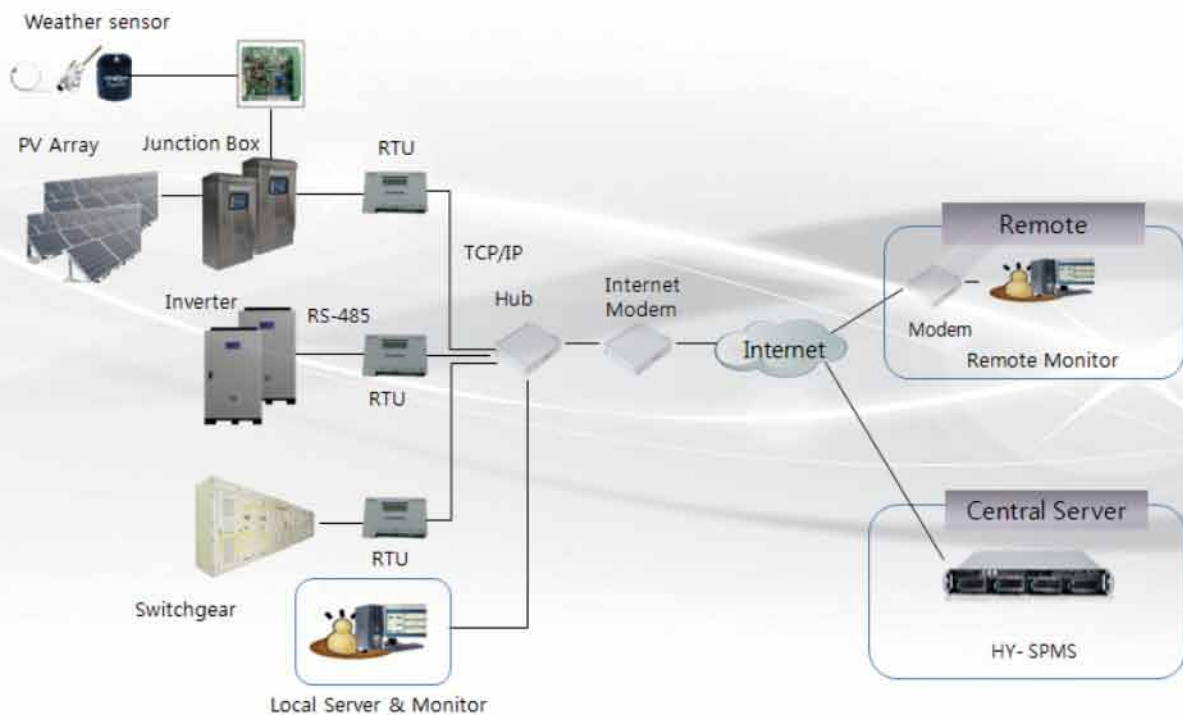 Weather sensor
PV Array
Junction Box
RTU
TCP/IP
Inverter
RS-485
Hub
Internet
Modem
RTU
Internet
Remote
Modem
Remote Monitor
Switchgear
RTU
Central Server
HY- SPMS
Local Server & Monitor